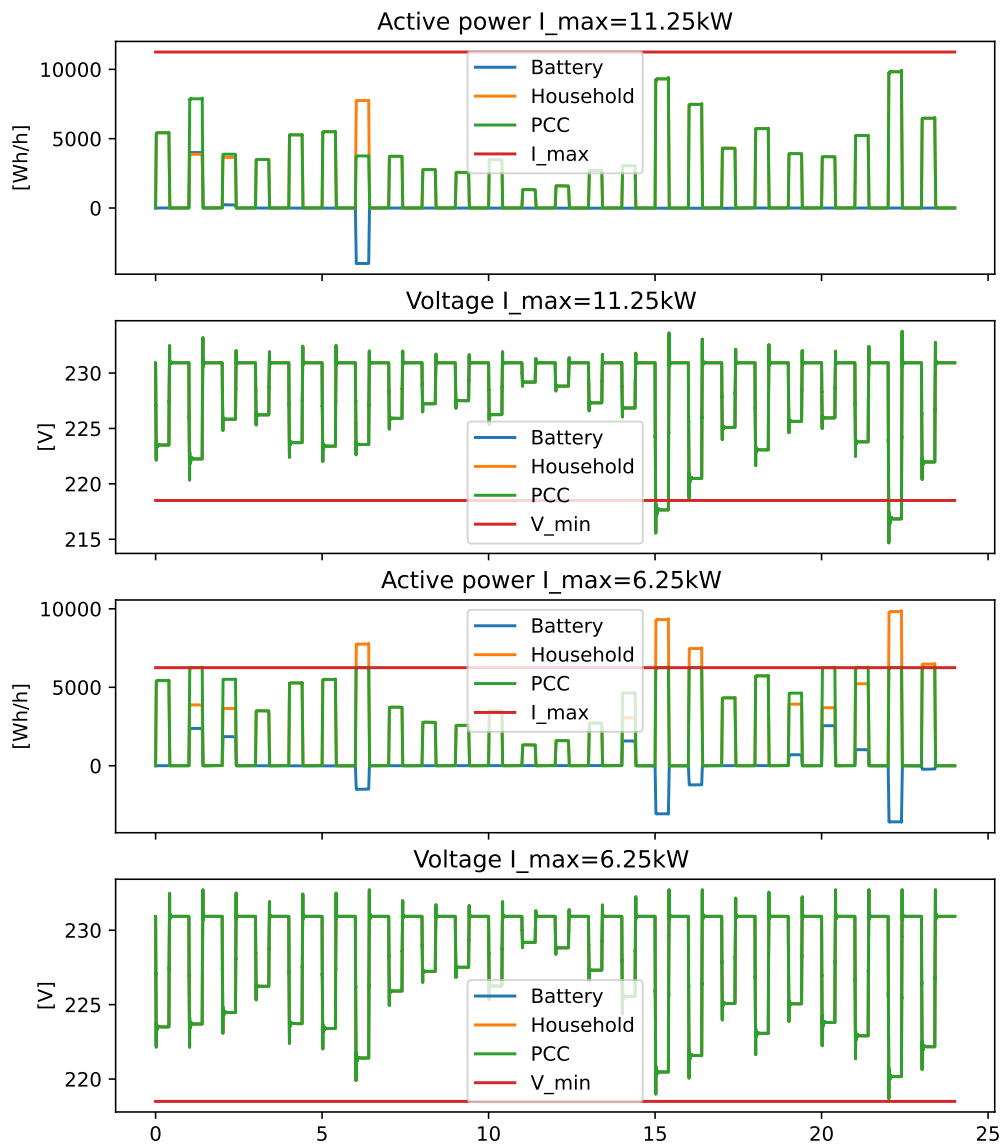 Active power I_max=11.25kW
10000
5000
0
[Wh/h]
Battery
Household
PCC
I_max
Voltage I_max=11.25kW
230
225
220
215
[V]
Battery
Household
PCC
V_min
Active power I_max=6.25kW
10000
5000
0
[Wh/h]
Battery
Household
PCC
I_max
Voltage I_max=6.25kW
230
225
220
[V]
Battery
Household
PCC
V_min
0 5 10 15 20 25